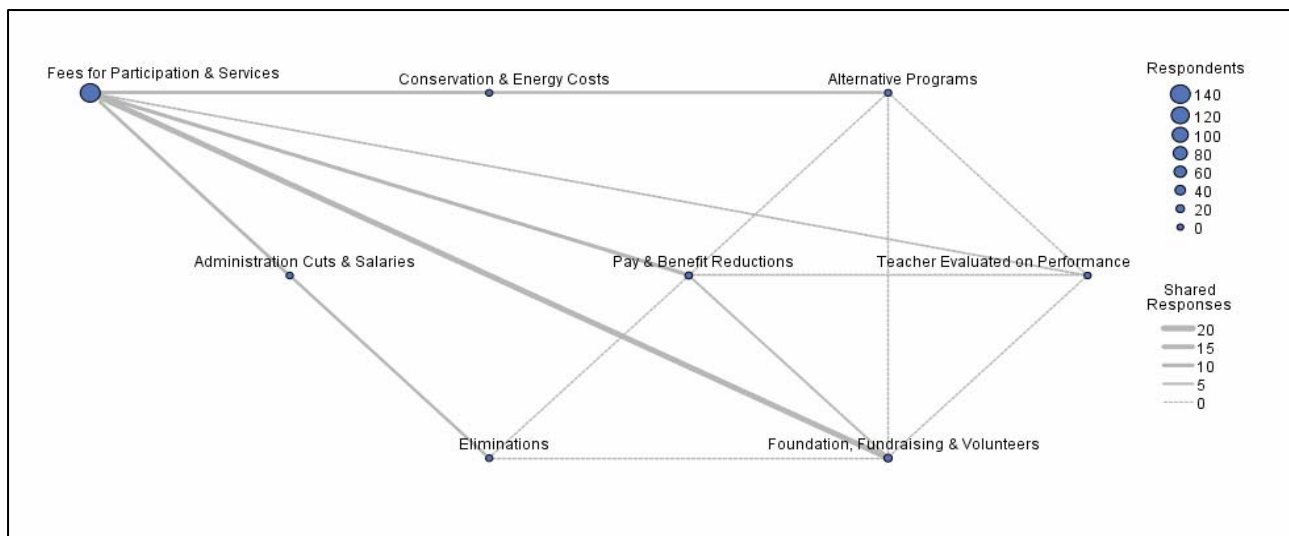 Fees for Participation & Services
Conservation & Energy Costs
Alternative Programs
Administration Cuts & Salaries
Pay & Benefit Reductions
Teacher Evaluated on Performance
Eliminations
Foundation, Fundraising & Volunteers
Respondents
140
120
100
80
60
40
20
0
Shared
Responses
20
15
10
5
0